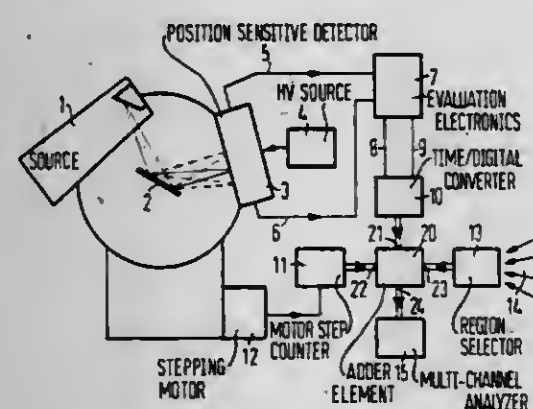 POSITION SENSITIVE DETECTOR
5
1
HV SOURCE
4
7
EVALUATION
ELECTRONICS
SOURCE
8
9
2
3
TIME/DIGITAL
CONVERTER
10
6
21
20
13
11
22
23
14
24
MOTOR STEP
COUNTER
12
REGION
SELECTOR
STEPPING
MOTOR
ADDER
ELEMENT
15
MULTI-CHANNEL
ANALYZER